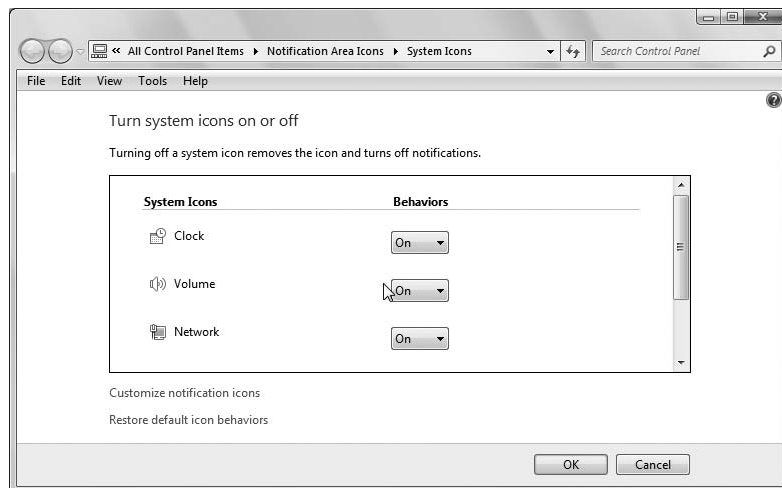 « All Control Panel Items ▸ Notification Area Icons ▸ System Icons
Search Control Panel
File Edit View Tools Help
Turn system icons on or off
Turning off a system icon removes the icon and turns off notifications.
System Icons Behaviors
Clock On
Volume On
Network On
Customize notification icons
Restore default icon behaviors
OK Cancel